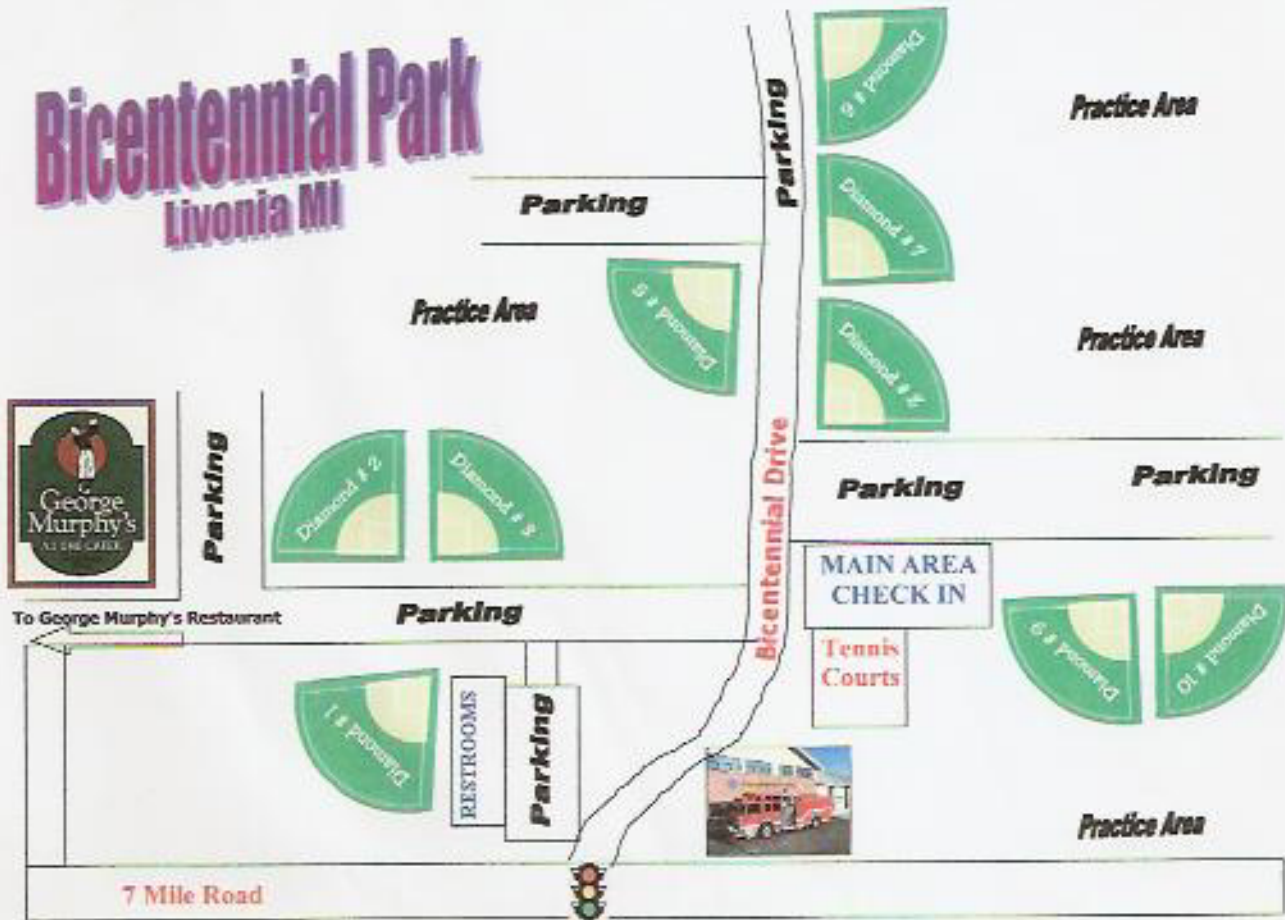 Bicentennial Park
Livonia MI
Parking
Parking
Diamond # 6
Practice Area
Diamond # 7
Practice Area
Diamond # 5
Diamond # Z
Practice Area
George
Murphy's
Parking
Diamond # 2
Diamond # 3
Bicentennial Drive
Parking
Parking
To George Murphy's Restaurant
Parking
MAIN AREA
CHECK IN
Tennis
Courts
Diamond # 9
Diamond # 10
Diamond # 1
RESTROOMS
Parking
Practice Area
7 Mile Road